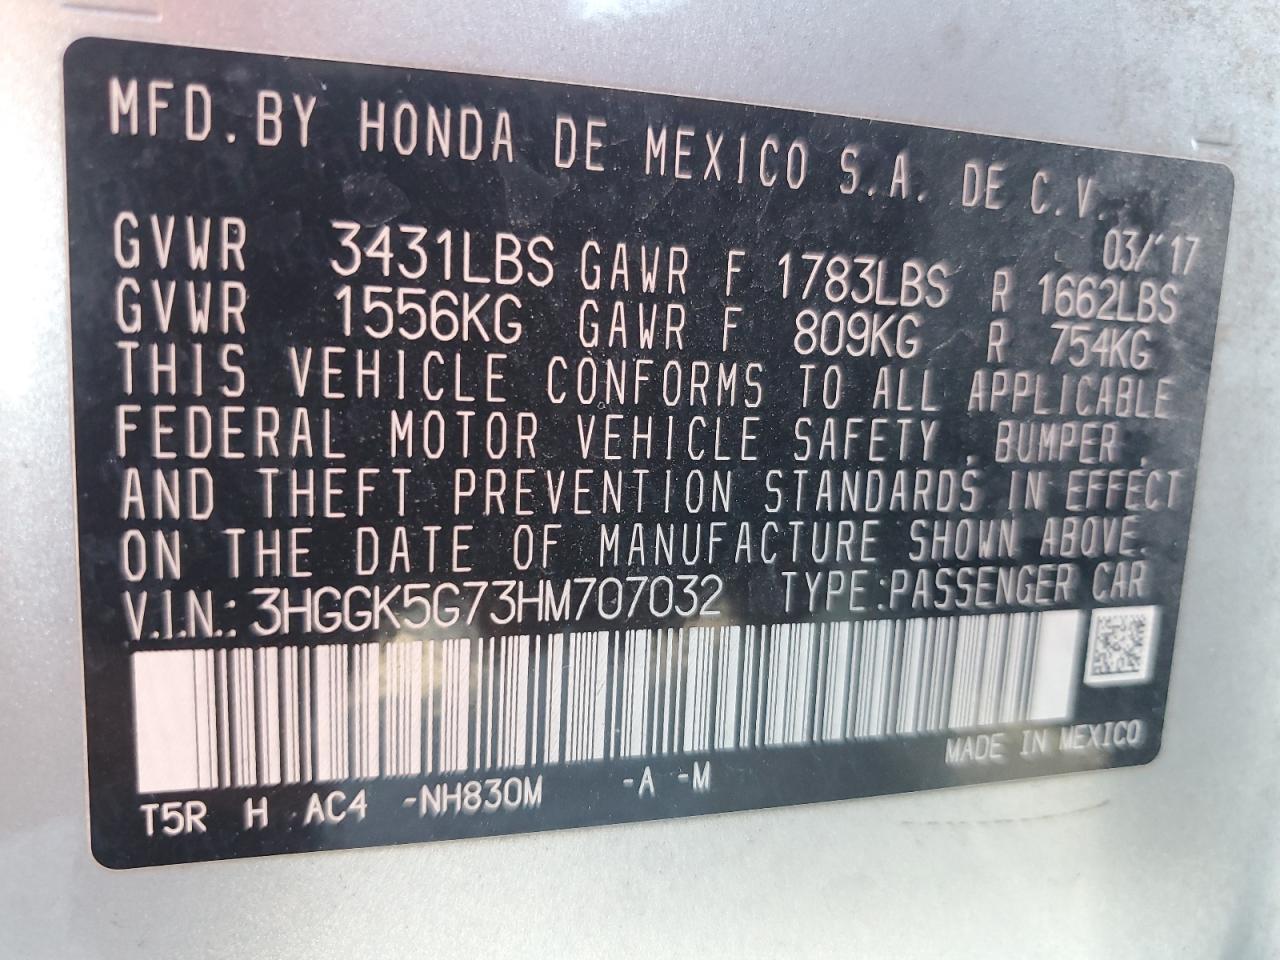 MFD. BY HONDA DE MEXICO S.A. DE C.V.
03/'17
GVWR 3431LBS GAWR F 1783LBS R 1662LBS
GVWR 1556KG GAWR F 809KG R 754KG
THIS VEHICLE CONFORMS TO ALL APPLICABLE
FEDERAL MOTOR VEHICLE SAFETY, BUMPER,
AND THEFT PREVENTION STANDARDS IN EFFECT
ON THE DATE OF MANUFACTURE SHOWN ABOVE.
V.I.N.: 3HGGK5G73HM707032 TYPE:PASSENGER CAR
MADE IN MEXICO
T5R H AC4 -NH830M -A -M